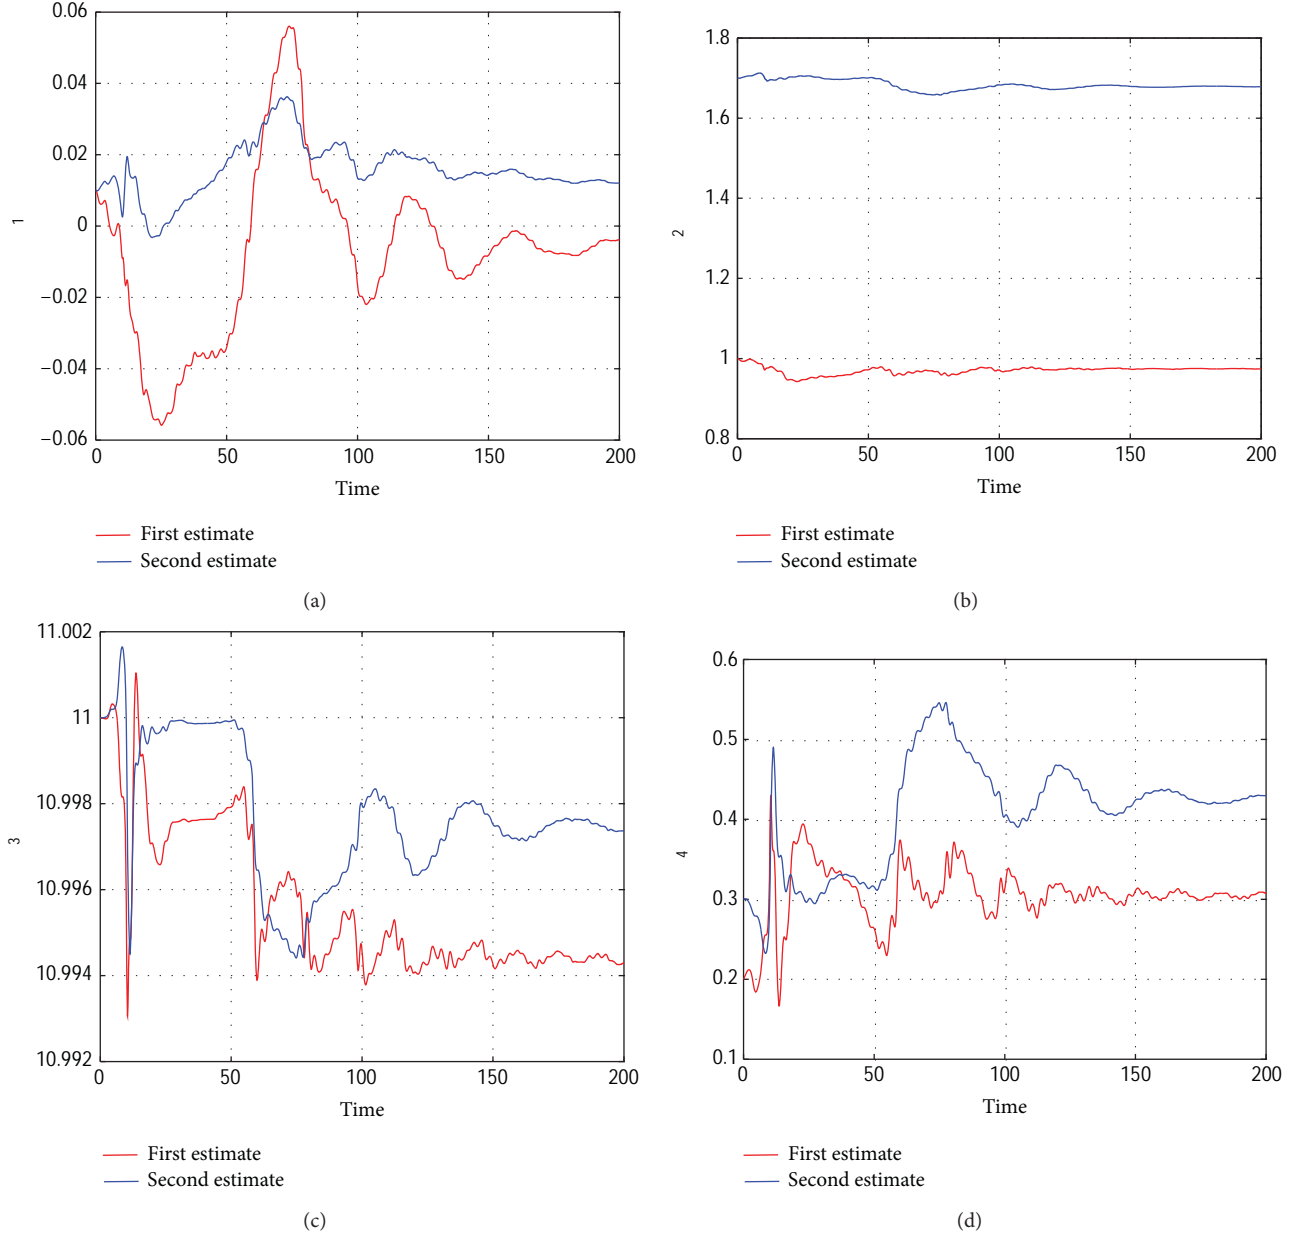 0.06
0.04
0.02
0
−0.02
−0.04
−0.06
1
0 50 100 150 200
Time
First estimate
Second estimate
(a)
1.8
1.6
1.4
1.2
1
0.8
2
0 50 100 150 200
Time
First estimate
Second estimate
(b)
11.002
11
10.998
10.996
10.994
10.992
3
0 50 100 150 200
Time
First estimate
Second estimate
(c)
0.6
0.5
0.4
0.3
0.2
0.1
4
0 50 100 150 200
Time
First estimate
Second estimate
(d)